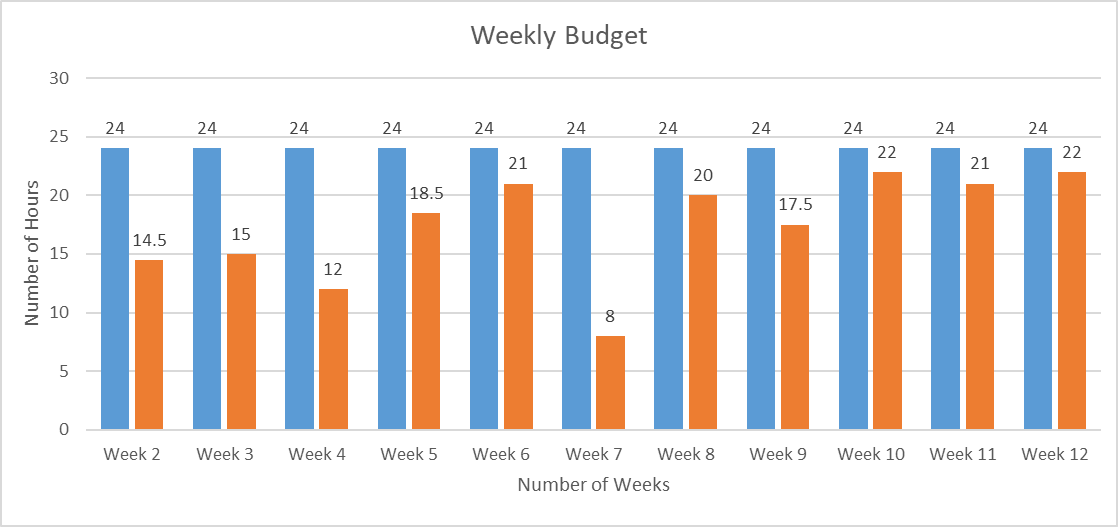 Weekly Budget
30
25
20
15
10
5
0
Number of Hours
24 24 24 24 24 24 24 24 24 24 24
14.5 15 12 18.5 21 8 20 17.5 22 21 22
Week 2 Week 3 Week 4 Week 5 Week 6 Week 7 Week 8 Week 9 Week 10 Week 11 Week 12
Number of Weeks